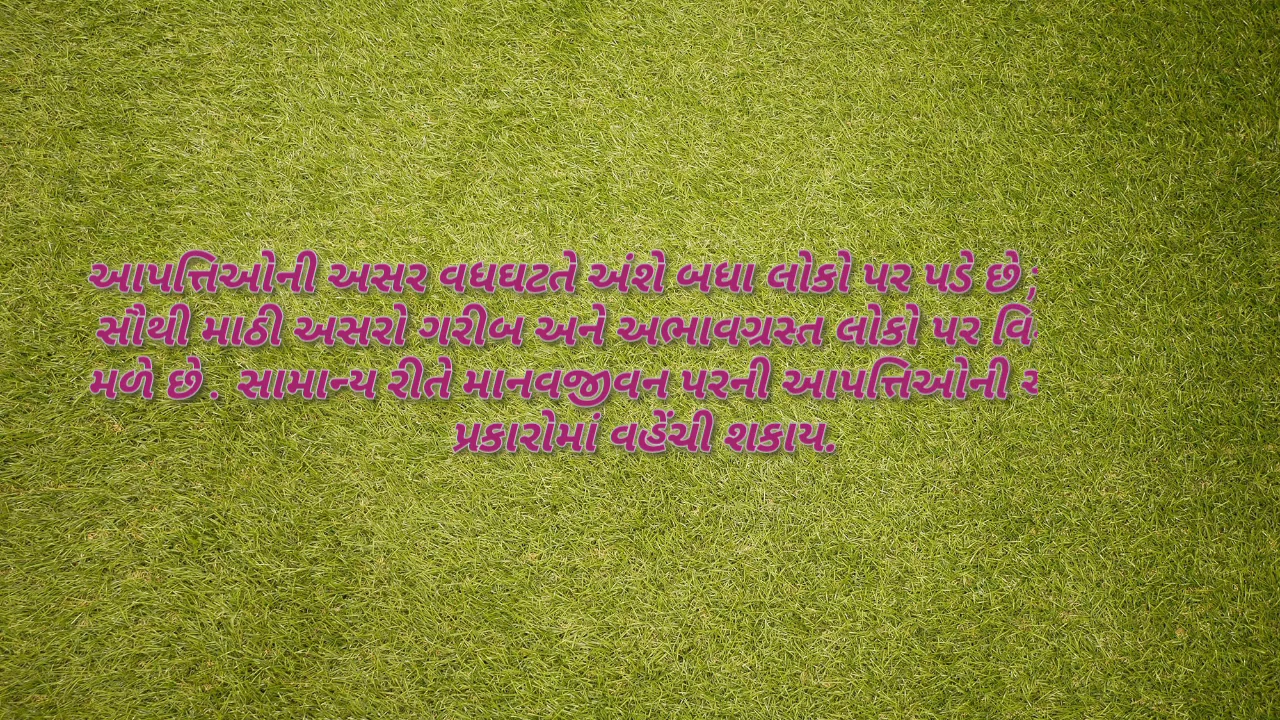 આપત્તિઓની અસર વધઘટતે અંશે બધા લોકો પર પડે છે ;
સૌથી માઠી અસરો ગરીબ અને અભાવગ્રસ્ત લોકો પર
મળે છે . સામાન્ય રીતે માનવજીવન પરની આપત્તિઓની
પ્રકારોમાં વહેંચી શકાય.